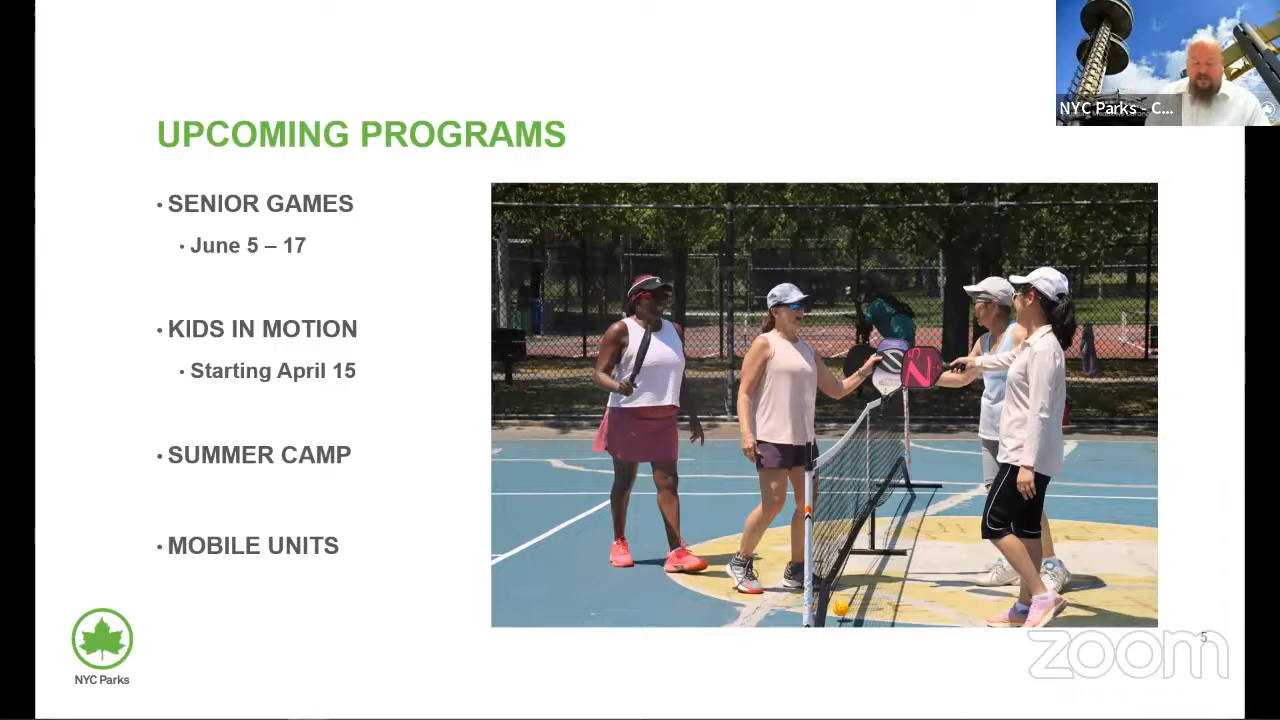 NYC Parks - C...
UPCOMING PROGRAMS
• SENIOR GAMES
• June 5 – 17
• KIDS IN MOTION
• Starting April 15
• SUMMER CAMP
• MOBILE UNITS
NYC Parks
5
zoom